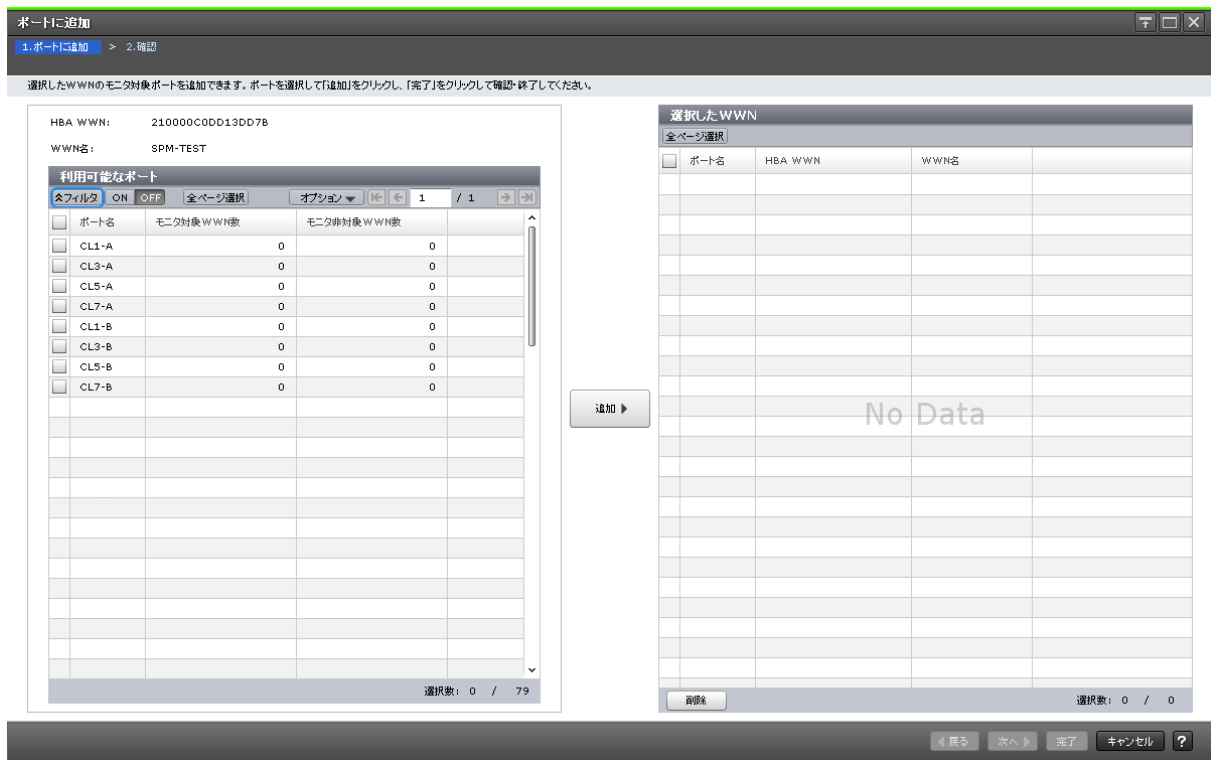 ポートに追加
1.ポートに追加 > 2.確認
選択したWWNのモニタ対象ポートを追加できます。ポートを選択して「追加」をクリックし、「完了」をクリックして確認・終了してください。
HBA WWN: 210000C0DD13DD7B
WWN名: SPM-TEST
利用可能なポート
フィルタ ON OFF 全ページ選択 オプション 1 / 1
ポート名 モニタ対象WWN数 モニタ非対象WWN数
CL1-A 0 0
CL3-A 0 0
CL5-A 0 0
CL7-A 0 0
CL1-B 0 0
CL3-B 0 0
CL5-B 0 0
CL7-B 0 0
選択数: 0 / 79
追加
選択したWWN
全ページ選択
ポート名 HBA WWN WWN名
No Data
削除 選択数: 0 / 0
戻る 次へ 完了 キャンセル ?